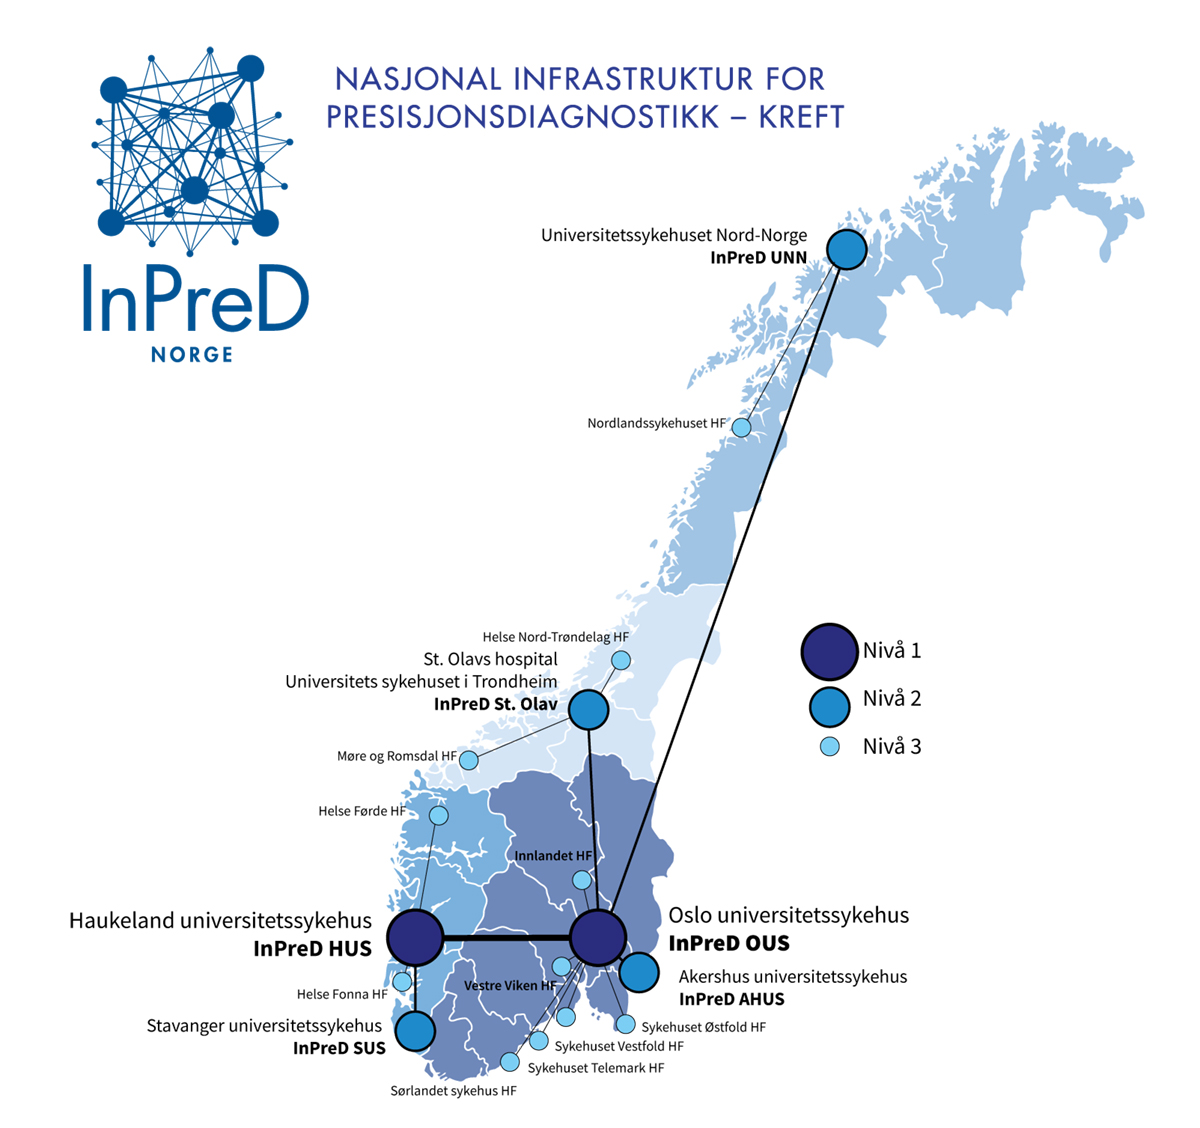 NASJONAL INFRASTRUKTUR FOR
PRESISJONSDIAGNOSTIKK – KREFT
InPreD
NORGE
Universitetssykehuset Nord-Norge
InPreD UNN
Nordlandssykehuset HF
Helse Nord-Trøndelag HF
St. Olavs hospital
Universitets sykehuset i Trondheim
InPreD St. Olav
Nivå 1
Nivå 2
Nivå 3
Møre og Romsdal HF
Helse Førde HF
Innlandet HF
Haukeland universitetssykehus
InPreD HUS
Oslo universitetssykehus
InPreD OUS
Akershus universitetssykehus
InPreD AHUS
Vestre Viken HF
Helse Fonna HF
Stavanger universitetssykehus
InPreD SUS
Sykehuset Østfold HF
Sykehuset Vestfold HF
Sykehuset Telemark HF
Sørlandet sykehus HF